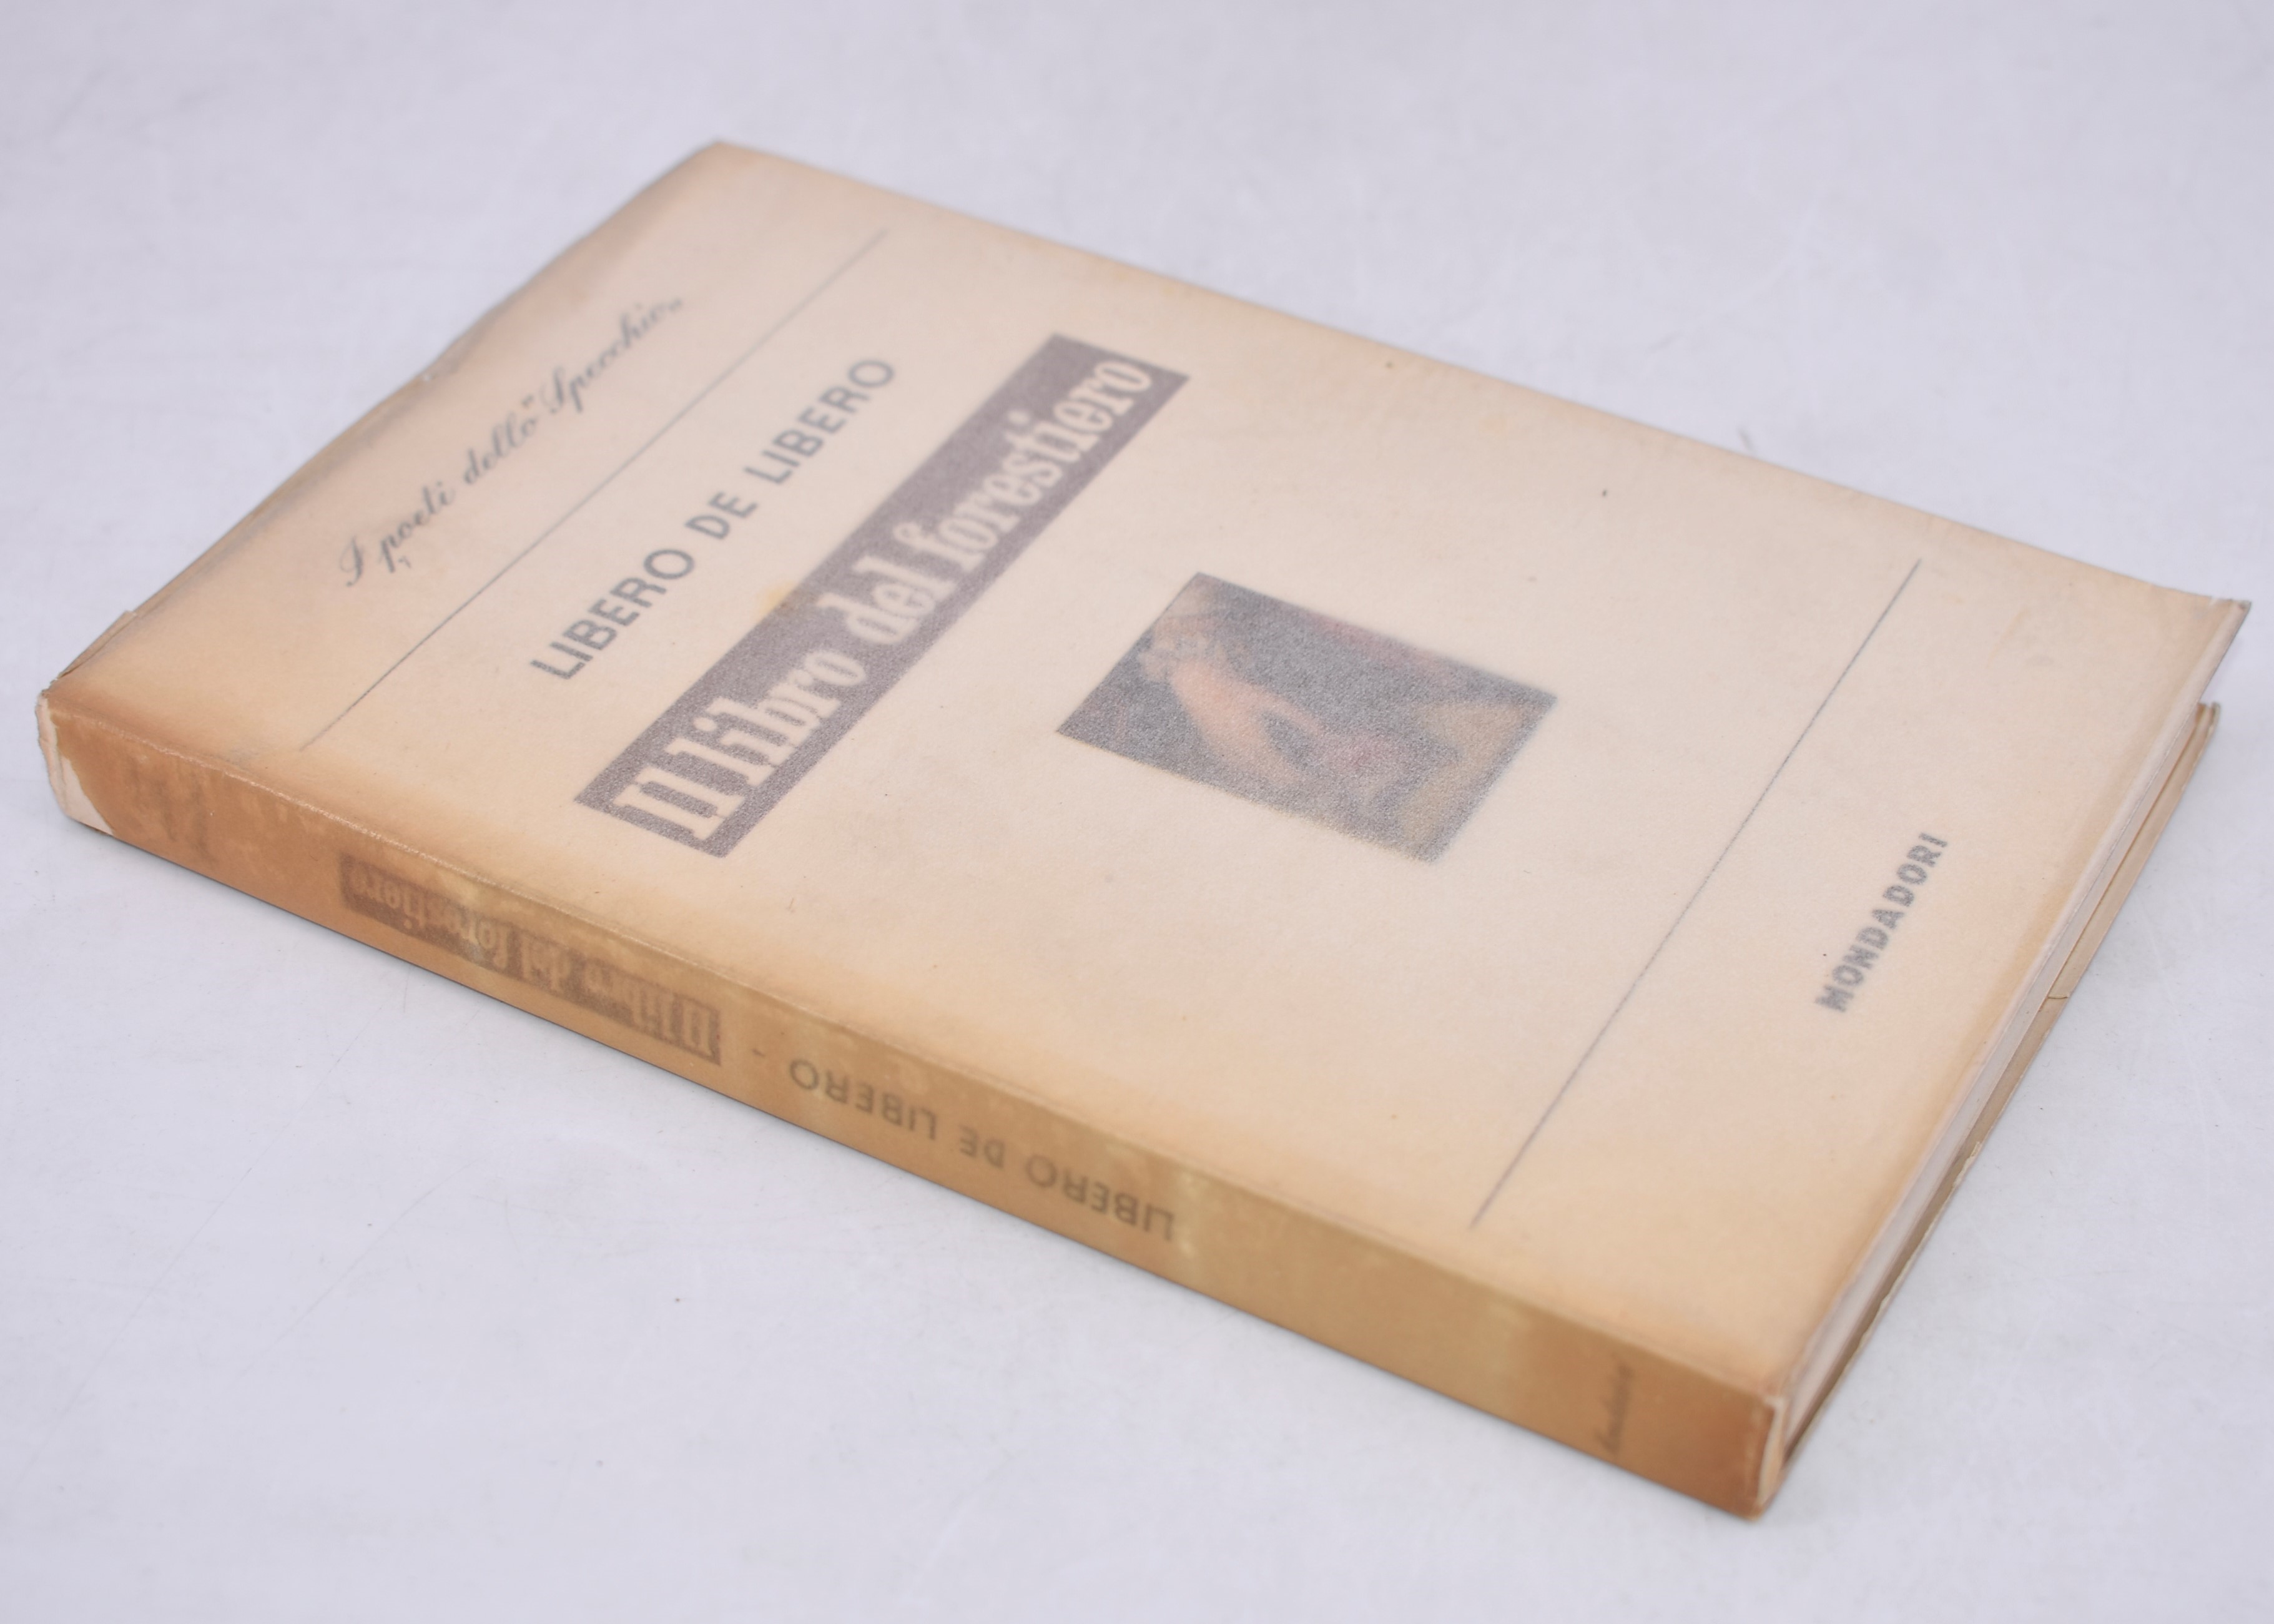 I poeti dello "Specchio"
LIBERO DE LIBERO
Il libro del forestiero
MONDADORI
LIBERO DE LIBERO - Il libro del forestiero